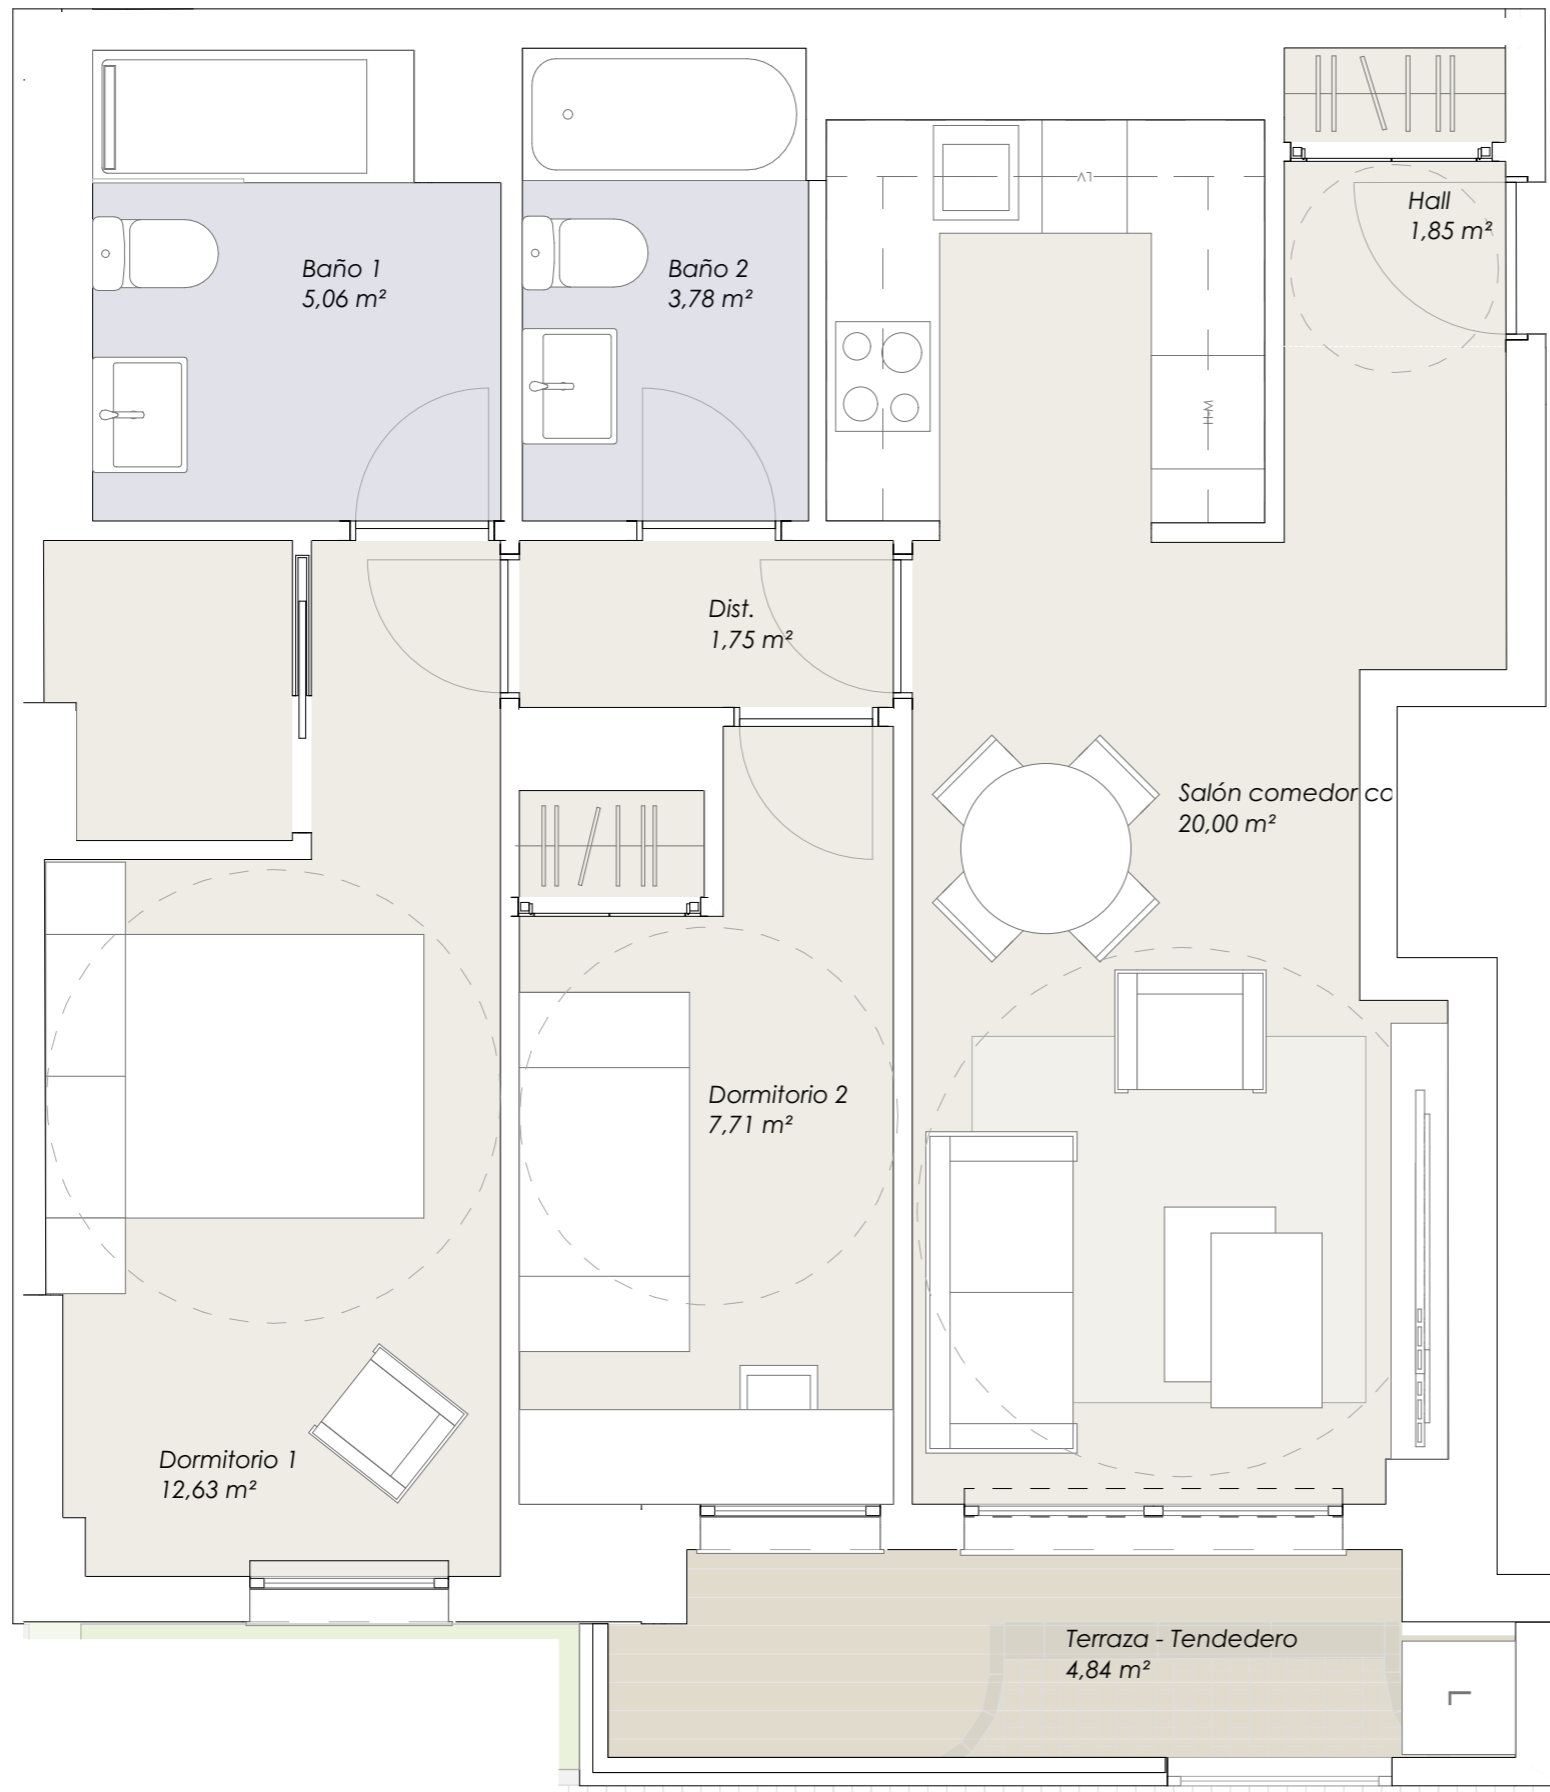 Hall
1,85 m²
LV
Baño 1
5,06 m²
Baño 2
3,78 m²
Dist.
1,75 m²
Salón comedor co
20,00 m²
Dormitorio 2
7,71 m²
Dormitorio 1
12,63 m²
Terraza - Tendedero
4,84 m²
L